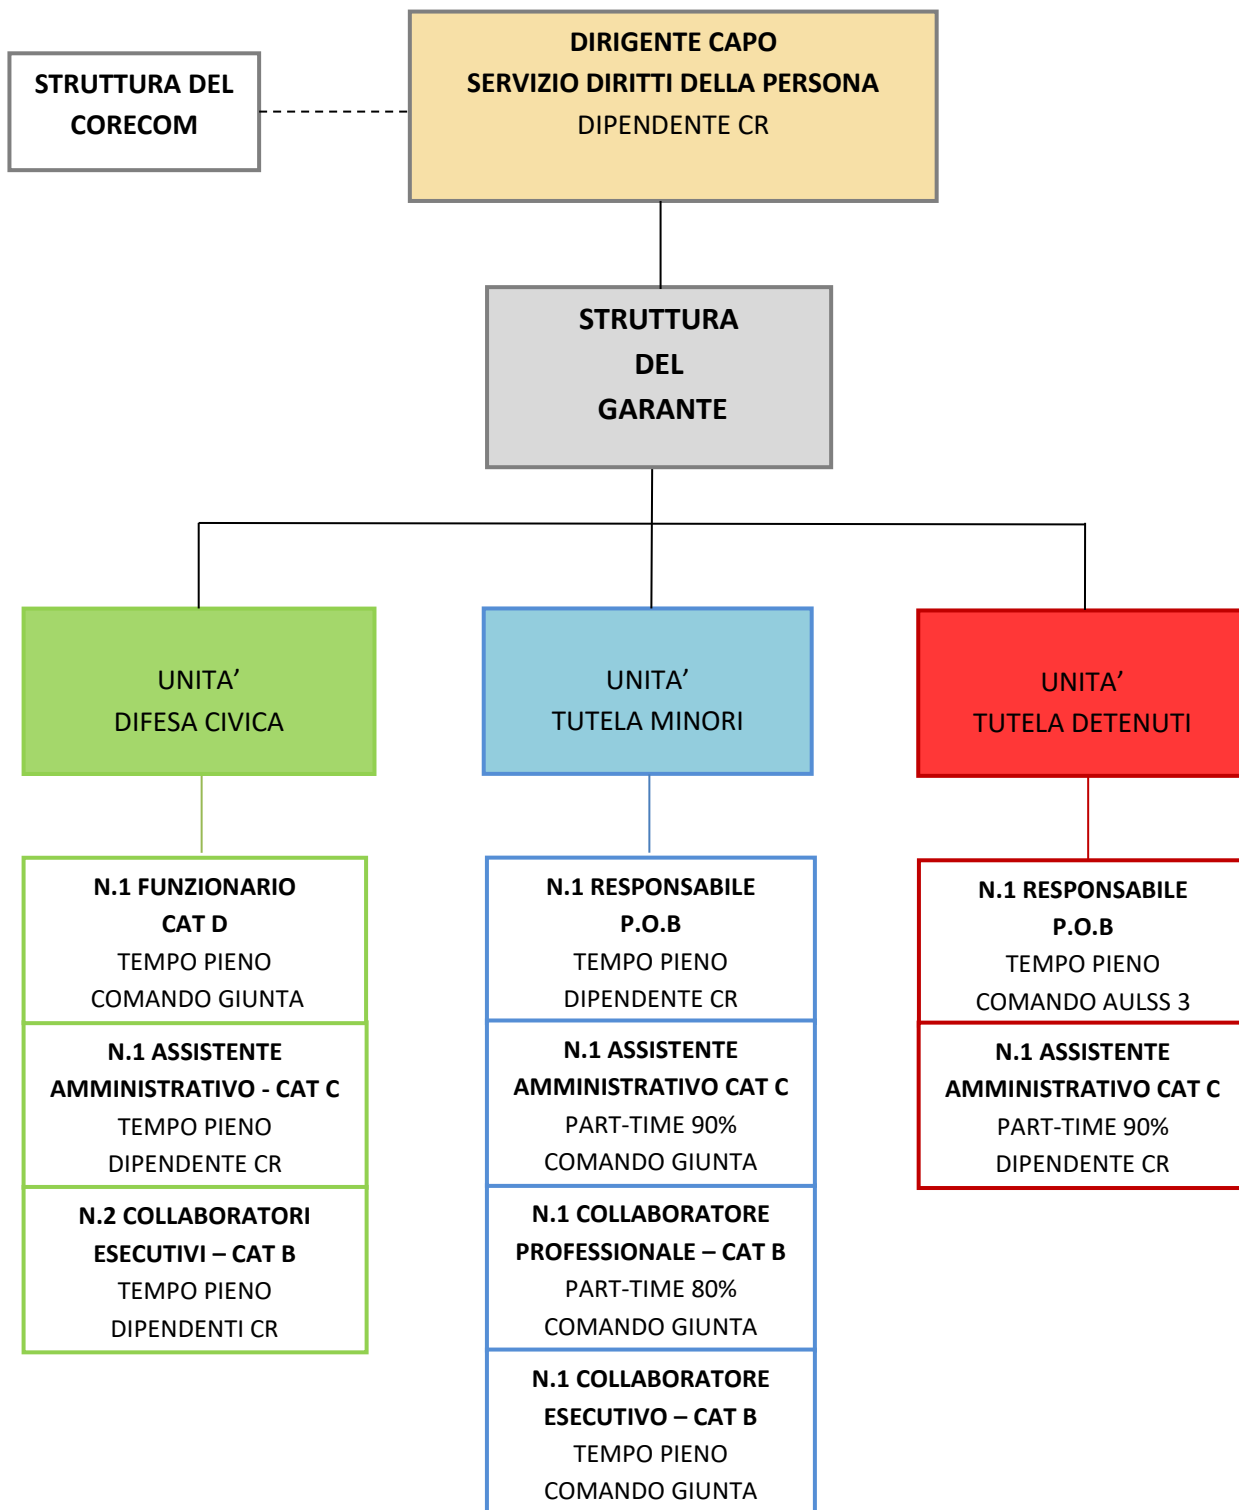 DIRIGENTE CAPO
SERVIZIO DIRITTI DELLA PERSONA
DIPENDENTE CR
STRUTTURA DEL
CORECOM
STRUTTURA
DEL
GARANTE
UNITA’
DIFESA CIVICA
UNITA’
TUTELA MINORI
UNITA’
TUTELA DETENUTI
N.1 FUNZIONARIO
CAT D
TEMPO PIENO
COMANDO GIUNTA
N.1 ASSISTENTE
AMMINISTRATIVO - CAT C
TEMPO PIENO
DIPENDENTE CR
N.2 COLLABORATORI
ESECUTIVI – CAT B
TEMPO PIENO
DIPENDENTI CR
N.1 RESPONSABILE
P.O.B
TEMPO PIENO
DIPENDENTE CR
N.1 ASSISTENTE
AMMINISTRATIVO CAT C
PART-TIME 90%
COMANDO GIUNTA
N.1 COLLABORATORE
PROFESSIONALE – CAT B
PART-TIME 80%
COMANDO GIUNTA
N.1 COLLABORATORE
ESECUTIVO – CAT B
TEMPO PIENO
COMANDO GIUNTA
N.1 RESPONSABILE
P.O.B
TEMPO PIENO
COMANDO AULSS 3
N.1 ASSISTENTE
AMMINISTRATIVO CAT C
PART-TIME 90%
DIPENDENTE CR